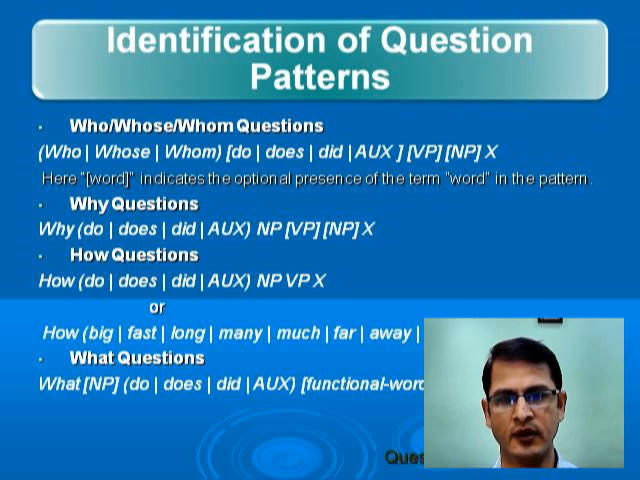 Identification of Question
Patterns
Who/Whose/Whom Questions
(Who | Whose | Whom) [do | does | did | AUX ] [VP] [NP] X
Here "[word]" indicates the optional presence of the term "word" in the pattern.
Why Questions
Why (do | does | did | AUX) NP [VP] [NP] X
How Questions
How (do | does | did | AUX) NP VP X
or
How (big | fast | long | many | much | far | away |
What Questions
What [NP] (do | does | did | AUX) [functional-word